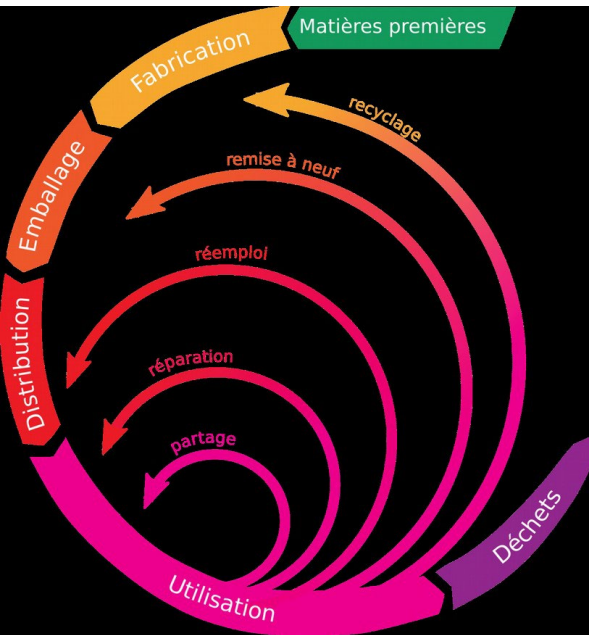 Matières premières
Fabrication
recyclage
Emballage
remise à neuf
réemploi
Distribution
réparation
partage
Déchets
Utilisation